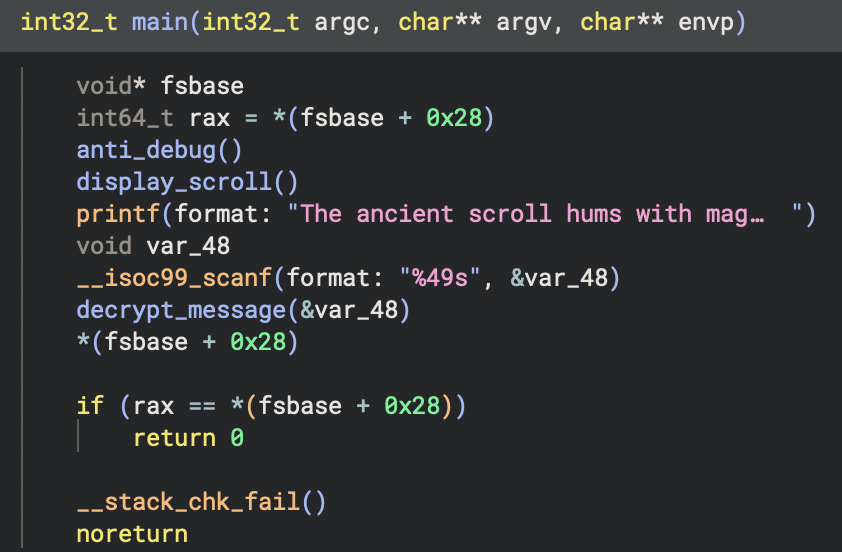 int32_t main(int32_t argc, char** argv, char** envp)
void* fsbase
int64_t rax = *(fsbase + 0x28)
anti_debug()
display_scroll()
printf(format: "The ancient scroll hums with mag…  ")
void var_48
__isoc99_scanf(format: "%49s", &var_48)
decrypt_message(&var_48)
*(fsbase + 0x28)
if (rax == *(fsbase + 0x28))
return 0
__stack_chk_fail()
noreturn